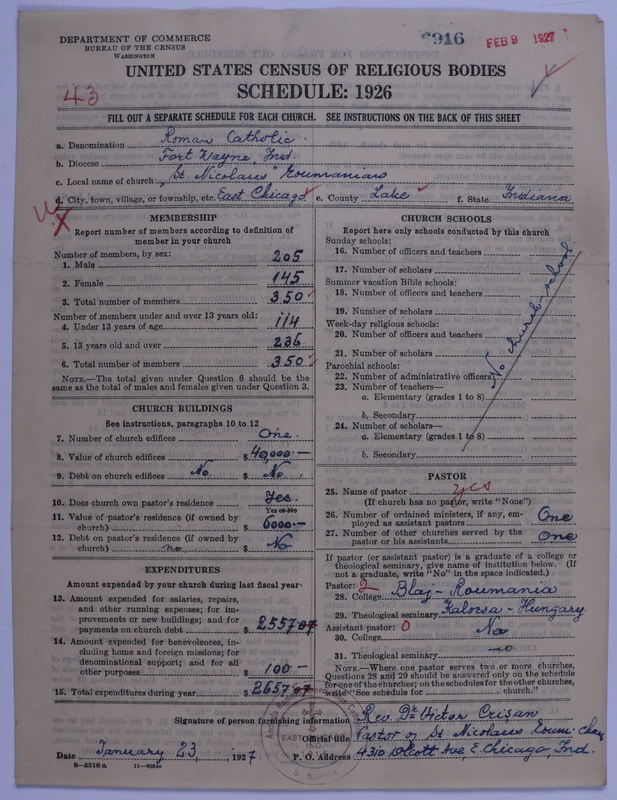 DEPARTMENT OF COMMERCE
BUREAU OF THE CENSUS
WASHINGTON
6916
FEB 9 1927
UNITED STATES CENSUS OF RELIGIOUS BODIES
SCHEDULE: 1926
43
FILL OUT A SEPARATE SCHEDULE FOR EACH CHURCH. SEE INSTRUCTIONS ON THE BACK OF THIS SHEET
a. Denomination Roman Catholic.
b. Diocese Fort Wayne Ind.
c. Local name of church "St Nicolaus" Roumanian
d. City, town, village, or township, etc. East Chicago e. County Lake f. State Indiana
MEMBERSHIP
Report number of members according to definition of member in your church
Number of members, by sex:
1. Male 205
2. Female 145
3. Total number of members 350
Number of members under and over 13 years old:
4. Under 13 years of age 114
5. 13 years old and over 236
6. Total number of members 350
NOTE.—The total given under Question 6 should be the
same as the total of males and females given under Question 3.
CHURCH BUILDINGS
See instructions, paragraphs 10 to 12
7. Number of church edifices One.
8. Value of church edifices $ 40,000.—
9. Debt on church edifices No $ No
10. Does church own pastor's residence Yes.
Yes or No
11. Value of pastor's residence (if owned by
church) $ 6000.—
12. Debt on pastor's residence (if owned by
church) no $ No
EXPENDITURES
Amount expended by your church during last fiscal year
13. Amount expended for salaries, repairs,
and other running expenses; for im-
provements or new buildings; and for
payments on church debt $ 2557 07
14. Amount expended for benevolences, in-
cluding home and foreign missions; for
denominational support; and for all
other purposes $ 100 —
15. Total expenditures during year $ 2657 07
CHURCH SCHOOLS
Report here only schools conducted by this church
Sunday schools:
16. Number of officers and teachers
17. Number of scholars
Summer vacation Bible schools:
18. Number of officers and teachers
19. Number of scholars
Week-day religious schools:
20. Number of officers and teachers
21. Number of scholars
Parochial schools:
22. Number of administrative officers
23. Number of teachers—
a. Elementary (grades 1 to 8)
b. Secondary
24. Number of scholars—
a. Elementary (grades 1 to 8)
b. Secondary
No church-school
PASTOR
25. Name of pastor yes
(If church has no pastor, write "None")
26. Number of ordained ministers, if any, em-
ployed as assistant pastors One
27. Number of other churches served by the
pastor or his assistants One
If pastor (or assistant pastor) is a graduate of a college or
theological seminary, give name of institution below. (If
not a graduate, write "No" in the space indicated.)
Pastor: 2
28. College Blaj - Roumania
29. Theological seminary Kalocsa - Hungary
Assistant pastor: 0
30. College No
31. Theological seminary no
NOTE.—Where one pastor serves two or more churches,
Questions 28 and 29 should be answered only on the schedule
for one of the churches; on the schedules for the other churches,
write "See schedule for church."
Signature of person furnishing information Rev. Dr Victor Crisan
Official title Pastor of St Nicolaus Roum. Ch
Date January 23, 1927. P. O. Address 4310 Olcott Ave, E. Chicago, Ind.
8—5518 a
EAST
IND.